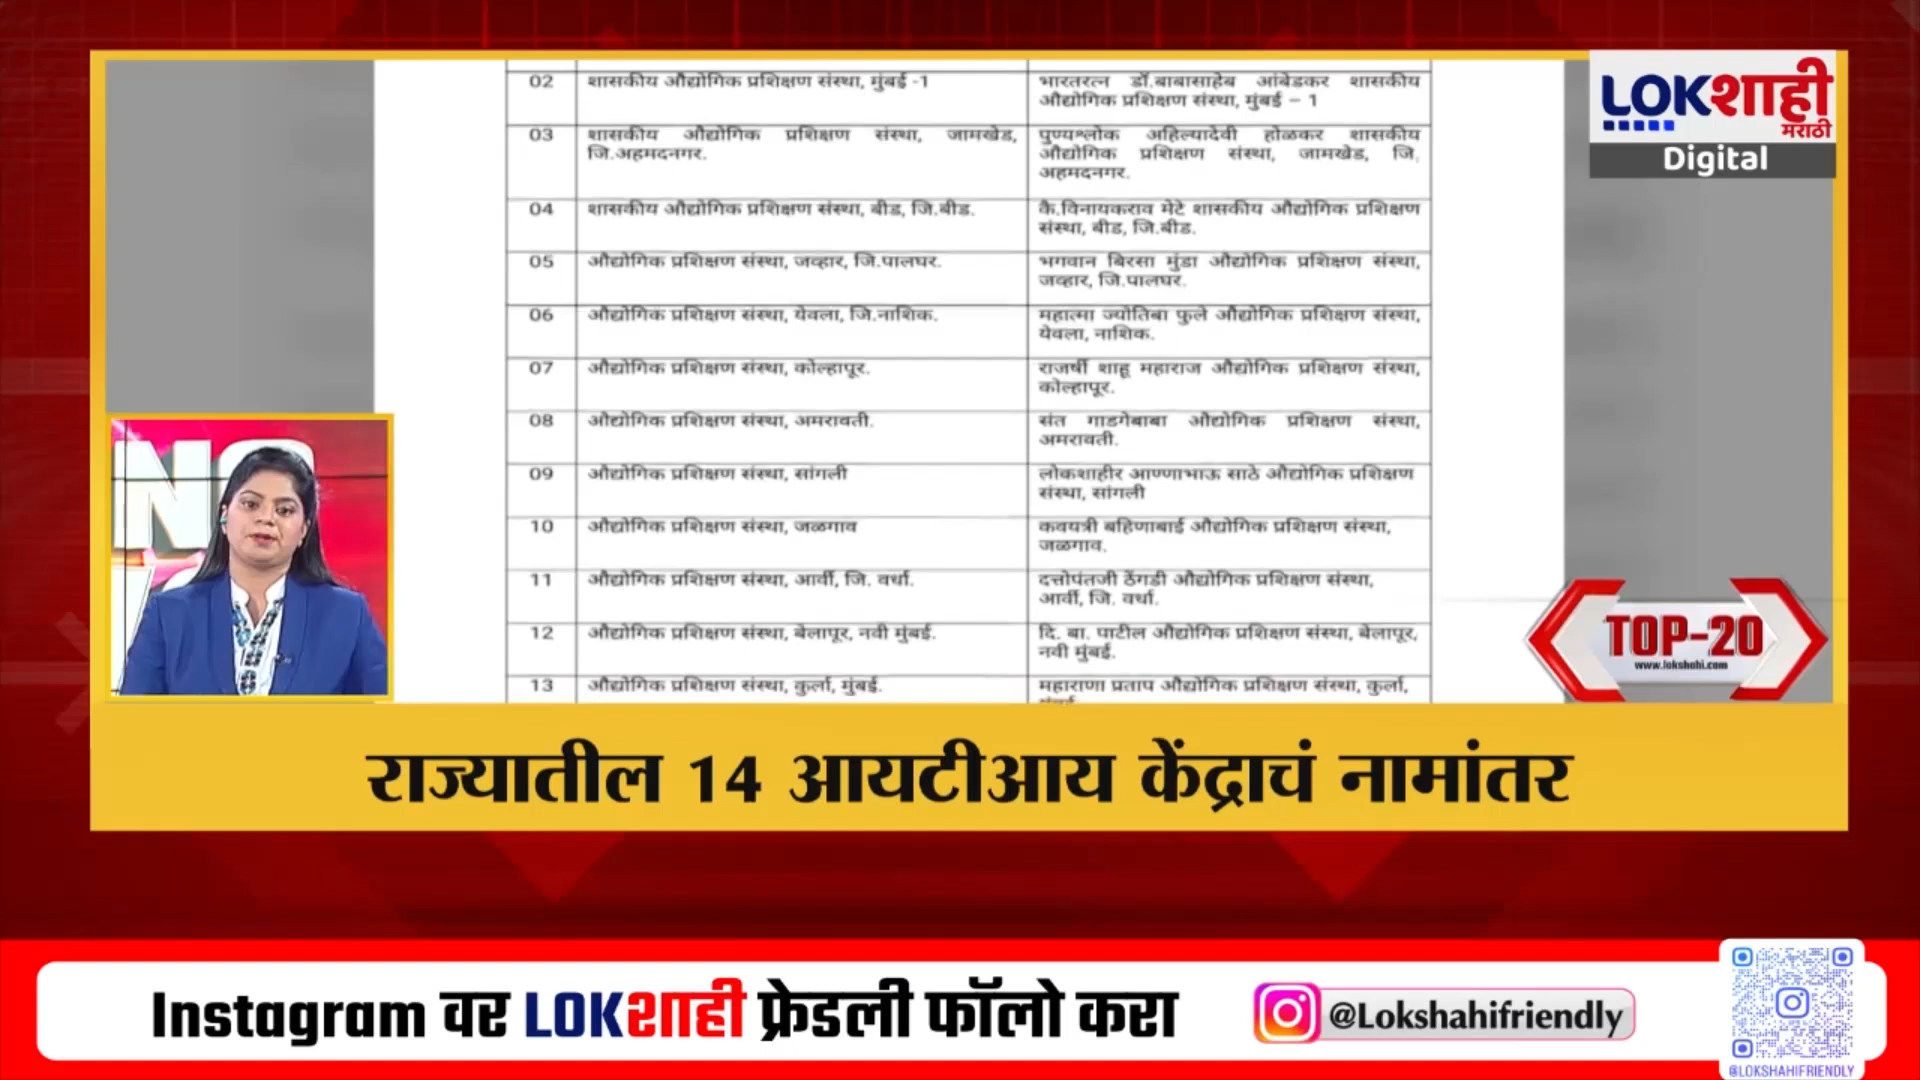 02 शासकीय औद्योगिक प्रशिक्षण संस्था, मुंबई -1 भारतरत्न डॉ.बाबासाहेब आंबेडकर शासकीय
औद्योगिक प्रशिक्षण संस्था, मुंबई – 1
03 शासकीय औद्योगिक प्रशिक्षण संस्था, जामखेड, पुण्यश्लोक अहिल्यादेवी होळकर शासकीय
जि.अहमदनगर. औद्योगिक प्रशिक्षण संस्था, जामखेड, जि.
अहमदनगर.
04 शासकीय औद्योगिक प्रशिक्षण संस्था, बीड, जि.बीड. कै.विनायकराव मेटे शासकीय औद्योगिक प्रशिक्षण
संस्था, बीड, जि.बीड.
05 औद्योगिक प्रशिक्षण संस्था, जव्हार, जि.पालघर. भगवान बिरसा मुंडा औद्योगिक प्रशिक्षण संस्था,
जव्हार, जि.पालघर.
06 औद्योगिक प्रशिक्षण संस्था, येवला, जि.नाशिक. महात्मा ज्योतिबा फुले औद्योगिक प्रशिक्षण संस्था,
येवला, नाशिक.
07 औद्योगिक प्रशिक्षण संस्था, कोल्हापूर. राजर्षी शाहू महाराज औद्योगिक प्रशिक्षण संस्था,
कोल्हापूर.
08 औद्योगिक प्रशिक्षण संस्था, अमरावती. संत गाडगेबाबा औद्योगिक प्रशिक्षण संस्था,
अमरावती.
09 औद्योगिक प्रशिक्षण संस्था, सांगली लोकशाहीर आण्णाभाऊ साठे औद्योगिक प्रशिक्षण
संस्था, सांगली
10 औद्योगिक प्रशिक्षण संस्था, जळगाव कवयत्री बहिणाबाई औद्योगिक प्रशिक्षण संस्था,
जळगाव.
11 औद्योगिक प्रशिक्षण संस्था, आर्वी, जि. वर्धा. दत्तोपंतजी ठेंगडी औद्योगिक प्रशिक्षण संस्था,
आर्वी, जि. वर्धा.
12 औद्योगिक प्रशिक्षण संस्था, बेलापूर, नवी मुंबई. दि. बा. पाटील औद्योगिक प्रशिक्षण संस्था, बेलापूर,
नवी मुंबई.
13 औद्योगिक प्रशिक्षण संस्था, कुर्ला, मुंबई. महाराणा प्रताप औद्योगिक प्रशिक्षण संस्था, कुर्ला,
LOKशाही
मराठी
Digital
TOP-20
www.lokshahi.com
राज्यातील 14 आयटीआय केंद्राचं नामांतर
Instagram वर LOKशाही फ्रेंडली फॉलो करा
@Lokshahifriendly
@LOKSHAHIFRIENDLY